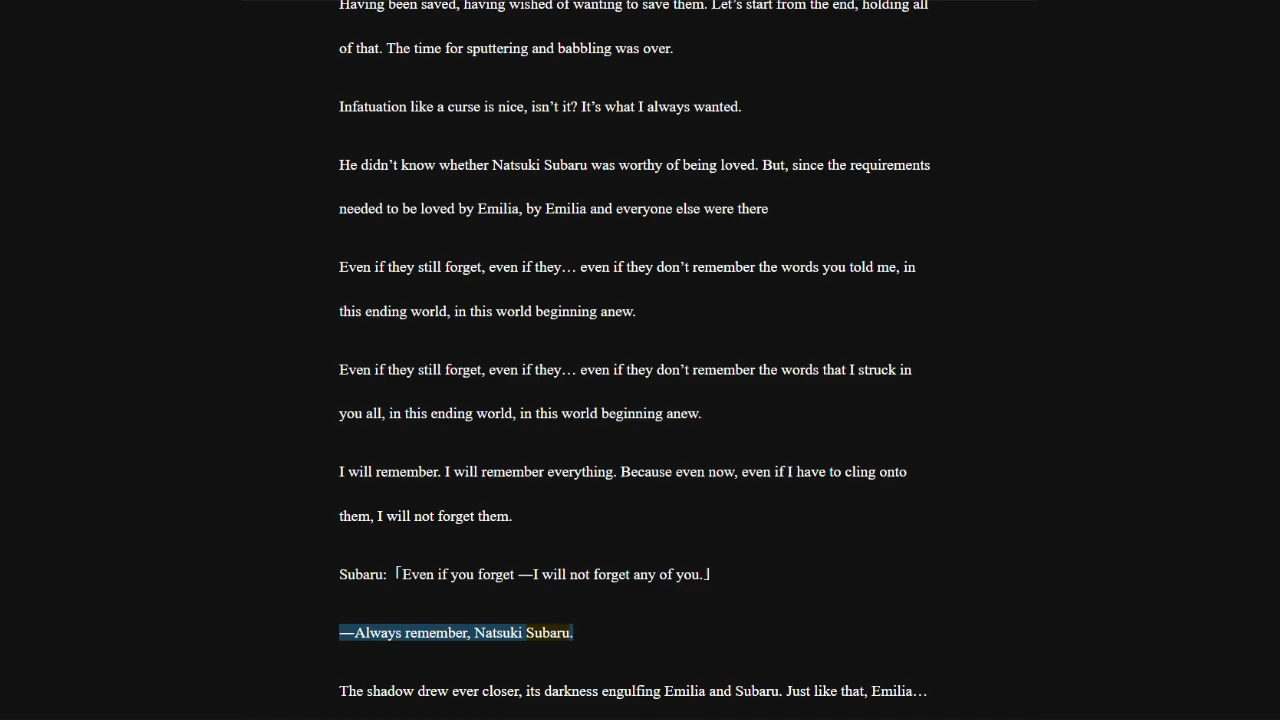 Having been saved, having wished of wanting to save them. Let’s start from the end, holding all
of that. The time for sputtering and babbling was over.
Infatuation like a curse is nice, isn’t it? It’s what I always wanted.
He didn’t know whether Natsuki Subaru was worthy of being loved. But, since the requirements
needed to be loved by Emilia, by Emilia and everyone else were there
Even if they still forget, even if they… even if they don’t remember the words you told me, in
this ending world, in this world beginning anew.
Even if they still forget, even if they… even if they don’t remember the words that I struck in
you all, in this ending world, in this world beginning anew.
I will remember. I will remember everything. Because even now, even if I have to cling onto
them, I will not forget them.
Subaru:「Even if you forget —I will not forget any of you.」
—Always remember, Natsuki Subaru.
The shadow drew ever closer, its darkness engulfing Emilia and Subaru. Just like that, Emilia…